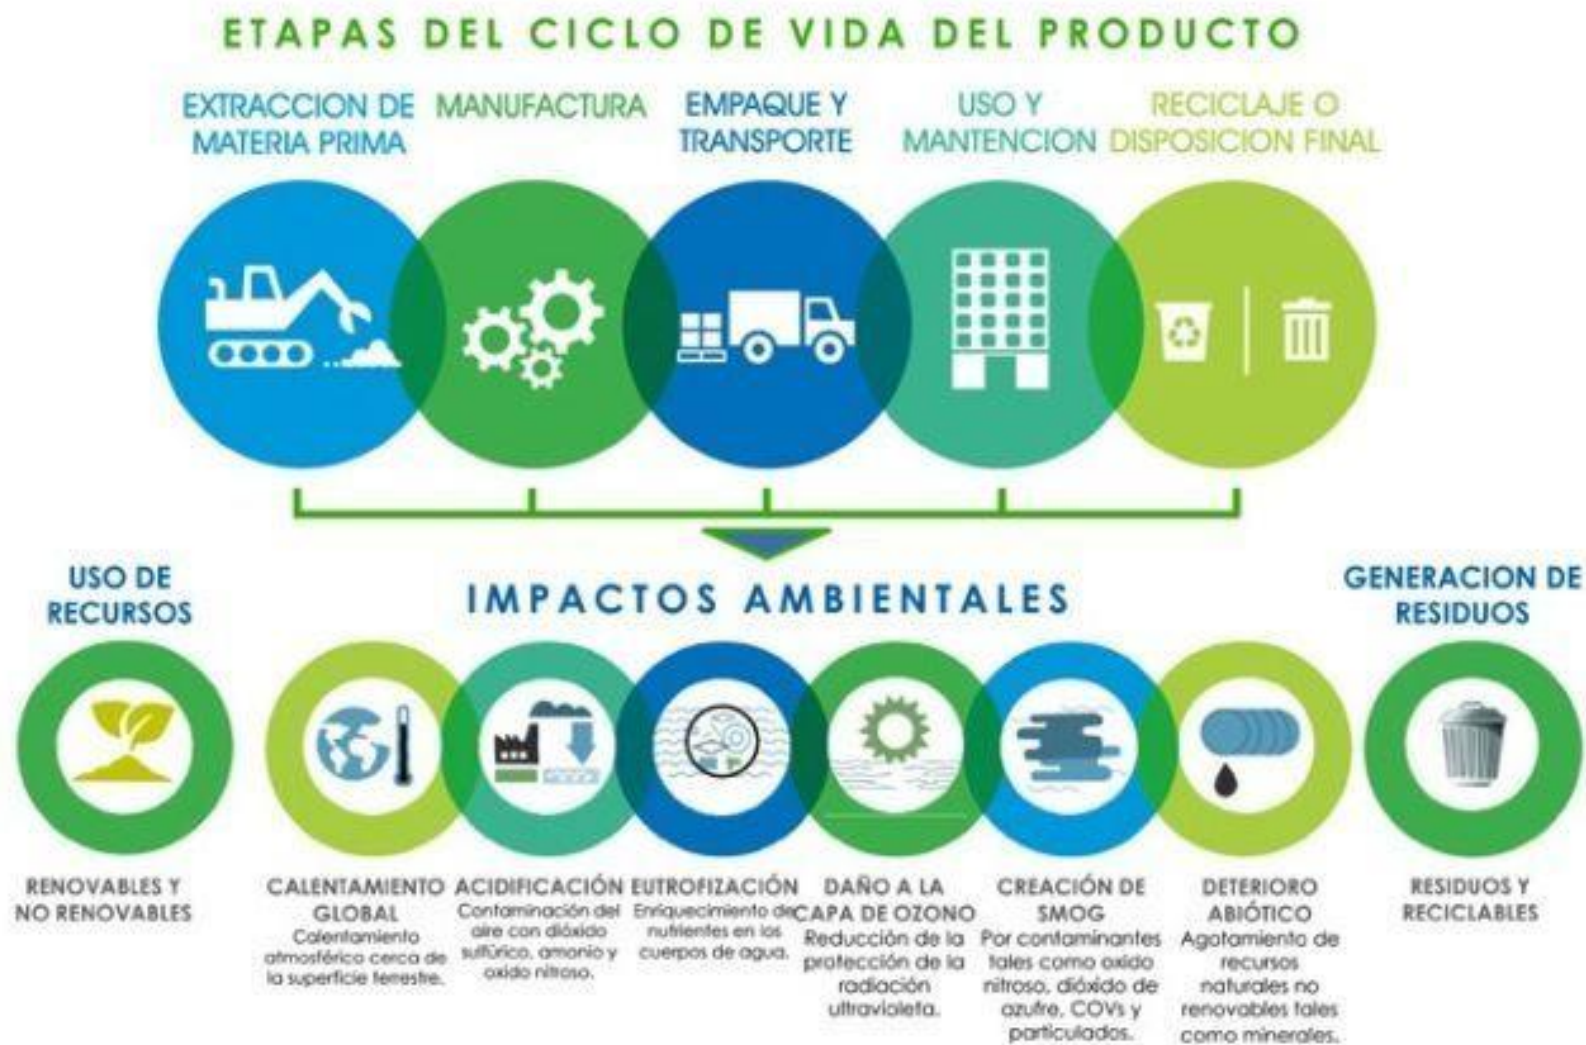 ETAPAS DEL CICLO DE VIDA DEL PRODUCTO
EXTRACCION DE
MATERIA PRIMA
MANUFACTURA
EMPAQUE Y
TRANSPORTE
USO Y
MANTENCION
RECICLAJE O
DISPOSICION FINAL
USO DE
RECURSOS
IMPACTOS AMBIENTALES
GENERACION DE
RESIDUOS
RENOVABLES Y
NO RENOVABLES
CALENTAMIENTO
GLOBAL
Calentamiento
atmosférico cerca de
la superficie terrestre.
ACIDIFICACIÓN
Contaminación del
aire con dióxido
sulfúrico, amonio y
oxido nitroso.
EUTROFIZACIÓN
Enriquecimiento de
nutrientes en los
cuerpos de agua.
DAÑO A LA
CAPA DE OZONO
Reducción de la
protección de la
radiación
ultravioleta.
CREACIÓN DE
SMOG
Por contaminantes
tales como oxido
nitroso, dióxido de
azufre, COVs y
particulados.
DETERIORO
ABIÓTICO
Agotamiento de
recursos
naturales no
renovables tales
como minerales.
RESIDUOS Y
RECICLABLES